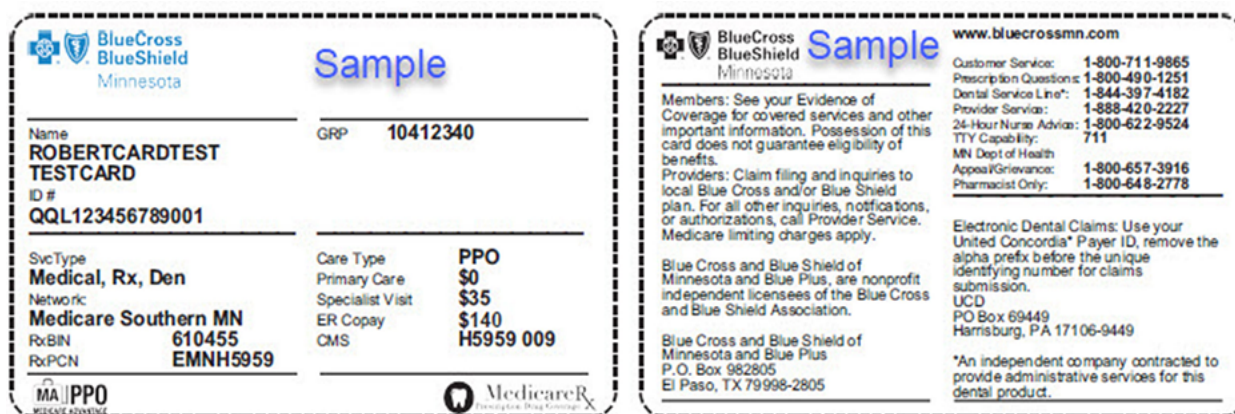 BlueCross
BlueShield
Minnesota
Sample
Name
ROBERTCARDTEST
TESTCARD
ID #
QQL123456789001
GRP 10412340
SvcType
Medical, Rx, Den
Network:
Medicare Southern MN
RxBIN 610455
RxPCN EMNH5959
Care Type PPO
Primary Care $0
Specialist Visit $35
ER Copay $140
CMS H5959 009
MA PPO
MEDICARE ADVANTAGE
MedicareRx
Prescription Drug Coverage
BlueCross
BlueShield
Minnesota
Sample
Members: See your Evidence of
Coverage for covered services and other
important information. Possession of this
card does not guarantee eligibility of
benefits.
Providers: Claim filing and inquiries to
local Blue Cross and/or Blue Shield
plan. For all other inquiries, notifications,
or authorizations, call Provider Service.
Medicare limiting charges apply.
Blue Cross and Blue Shield of
Minnesota and Blue Plus, are nonprofit
independent licensees of the Blue Cross
and Blue Shield Association.
Blue Cross and Blue Shield of
Minnesota and Blue Plus
P.O. Box 982805
El Paso, TX 79998-2805
www.bluecrossmn.com
Customer Service: 1-800-711-9865
Prescription Questions: 1-800-490-1251
Dental Service Line*: 1-844-397-4182
Provider Service: 1-888-420-2227
24-Hour Nurse Advice: 1-800-622-9524
TTY Capability: 711
MN Dept of Health
Appeal/Grievance: 1-800-657-3916
Pharmacist Only: 1-800-648-2778
Electronic Dental Claims: Use your
United Concordia* Payer ID, remove the
alpha prefix before the unique
identifying number for claims
submission.
UCD
PO Box 69449
Harrisburg, PA 17106-9449
*An independent company contracted to
provide administrative services for this
dental product.